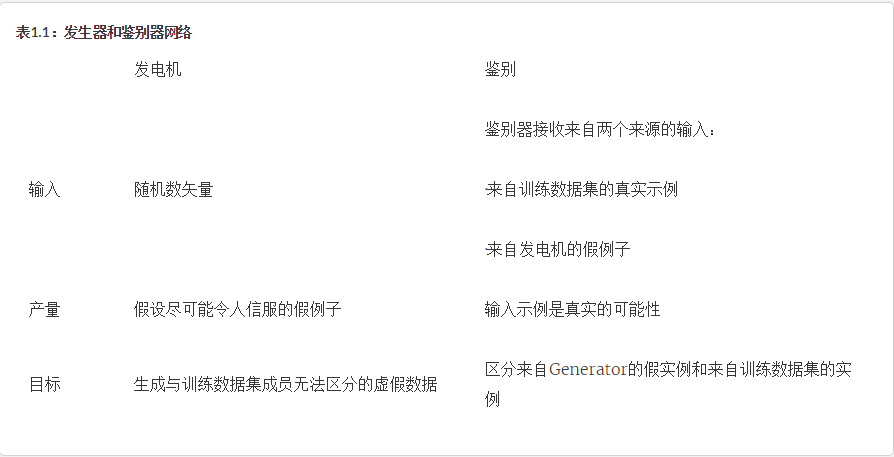 表1.1：发生器和鉴别器网络
发电机 鉴别
鉴别器接收来自两个来源的输入：
输入 随机数矢量 ·来自训练数据集的真实示例
·来自发电机的假例子
产量 假设尽可能令人信服的假例子 输入示例是真实的可能性
目标 生成与训练数据集成员无法区分的虚假数据 区分来自Generator的假实例和来自训练数据集的实
例